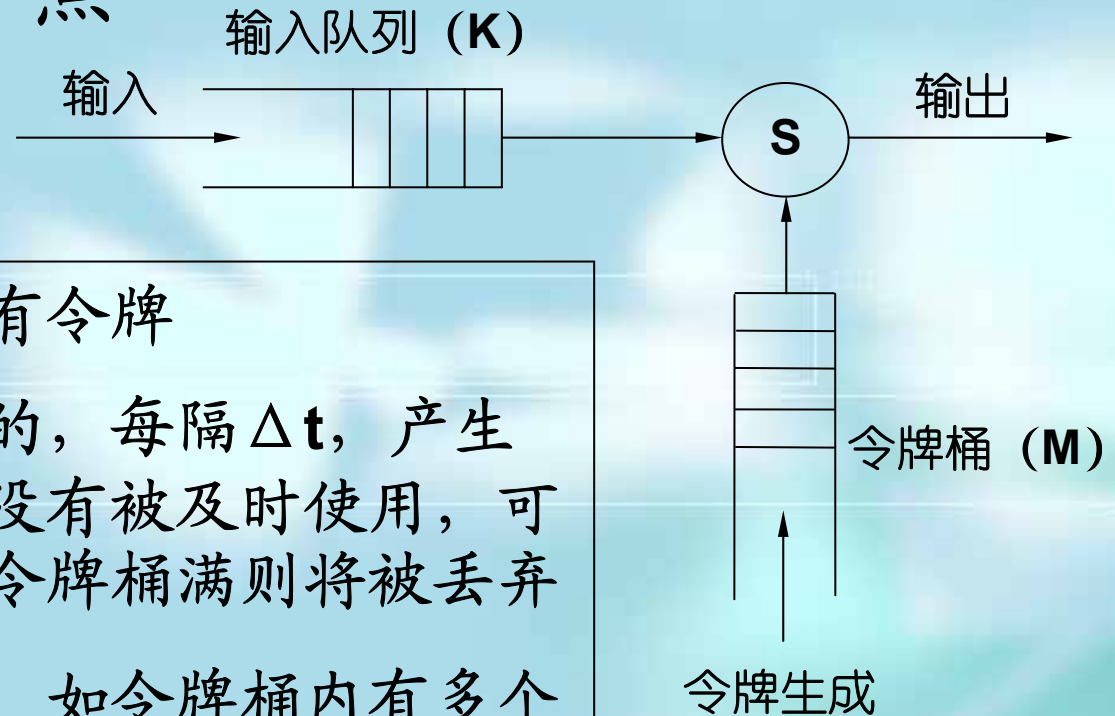 点
输入队列（K）
输入
S
输出
有令牌
的，每隔Δt，产生
没有被及时使用，可
令牌桶满则将被丢弃
如令牌桶内有多个
令牌桶（M）
令牌生成